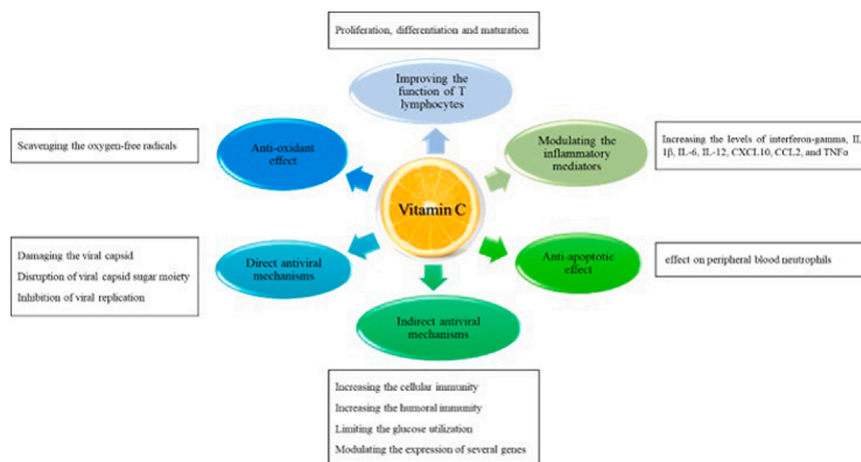 Proliferation, differentiation and maturation
Improving the
function of T
lymphocytes
Scavenging the oxygen-free radicals
Anti-oxidant
effect
Modulating the
inflammatory
mediators
Increasing the levels of interferon-gamma, IL
1β, IL-6, IL-12, CXCL10, CCL2, and TNFα
Vitamin C
Damaging the viral capsid
Disruption of viral capsid sugar moiety
Inhibition of viral replication
Direct antiviral
mechanisms
Anti-apoptotic
effect
effect on peripheral blood neutrophils
Indirect antiviral
mechanisms
Increasing the cellular immunity
Increasing the humoral immunity
Limiting the glucose utilization
Modulating the expression of several genes